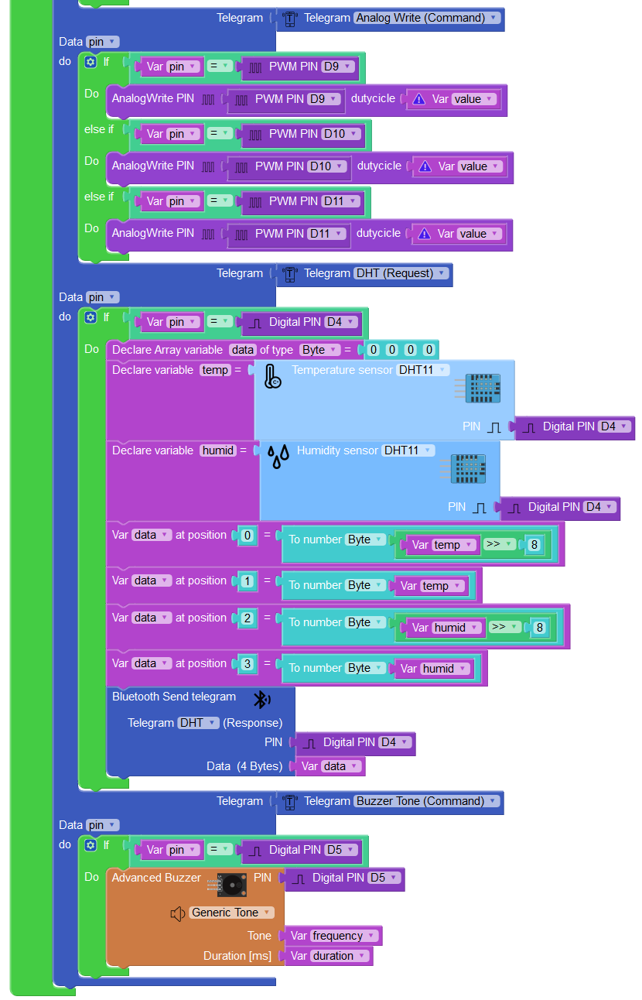 Telegram Telegram Analog Write (Command)
Data pin
do If Var pin = PWM PIN D9
Do AnalogWrite PIN PWM PIN D9 dutycicle Var value
else if Var pin = PWM PIN D10
Do AnalogWrite PIN PWM PIN D10 dutycicle Var value
else if Var pin = PWM PIN D11
Do AnalogWrite PIN PWM PIN D11 dutycicle Var value
Telegram Telegram DHT (Request)
Data pin
do If Var pin = Digital PIN D4
Do Declare Array variable data of type Byte = 0 0 0 0
Declare variable temp = Temperature sensor DHT11
PIN Digital PIN D4
Declare variable humid = Humidity sensor DHT11
PIN Digital PIN D4
Var data at position 0 = To number Byte Var temp >> 8
Var data at position 1 = To number Byte Var temp
Var data at position 2 = To number Byte Var humid >> 8
Var data at position 3 = To number Byte Var humid
Bluetooth Send telegram
Telegram DHT (Response)
PIN Digital PIN D4
Data (4 Bytes) Var data
Telegram Telegram Buzzer Tone (Command)
Data pin
do If Var pin = Digital PIN D5
Do Advanced Buzzer PIN Digital PIN D5
Generic Tone
Tone Var frequency
Duration [ms] Var duration